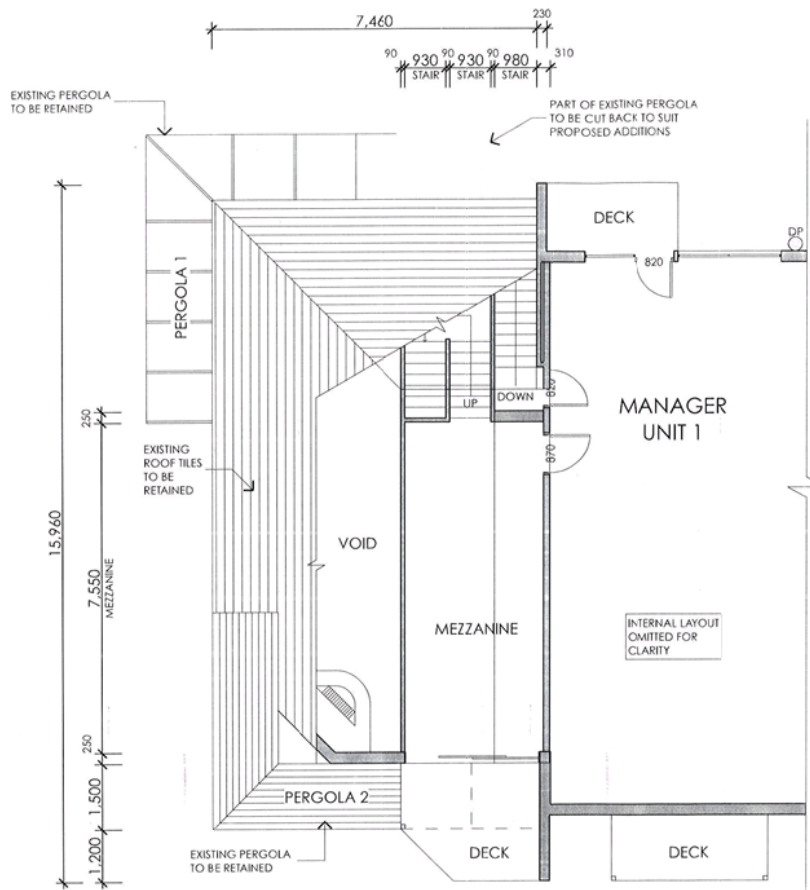 7,460
230
90
930
90
930
90
980
310
STAIR
STAIR
STAIR
EXISTING PERGOLA
TO BE RETAINED
PART OF EXISTING PERGOLA
TO BE CUT BACK TO SUIT
PROPOSED ADDITIONS
DECK
DP
820
PERGOLA 1
820
UP
DOWN
MANAGER
UNIT 1
250
870
EXISTING
ROOF TILES
TO BE
RETAINED
15,960
7,550
MEZZANINE
VOID
MEZZANINE
INTERNAL LAYOUT
OMITTED FOR
CLARITY
250
1,500
PERGOLA 2
1,200
EXISTING PERGOLA
TO BE RETAINED
DECK
DECK